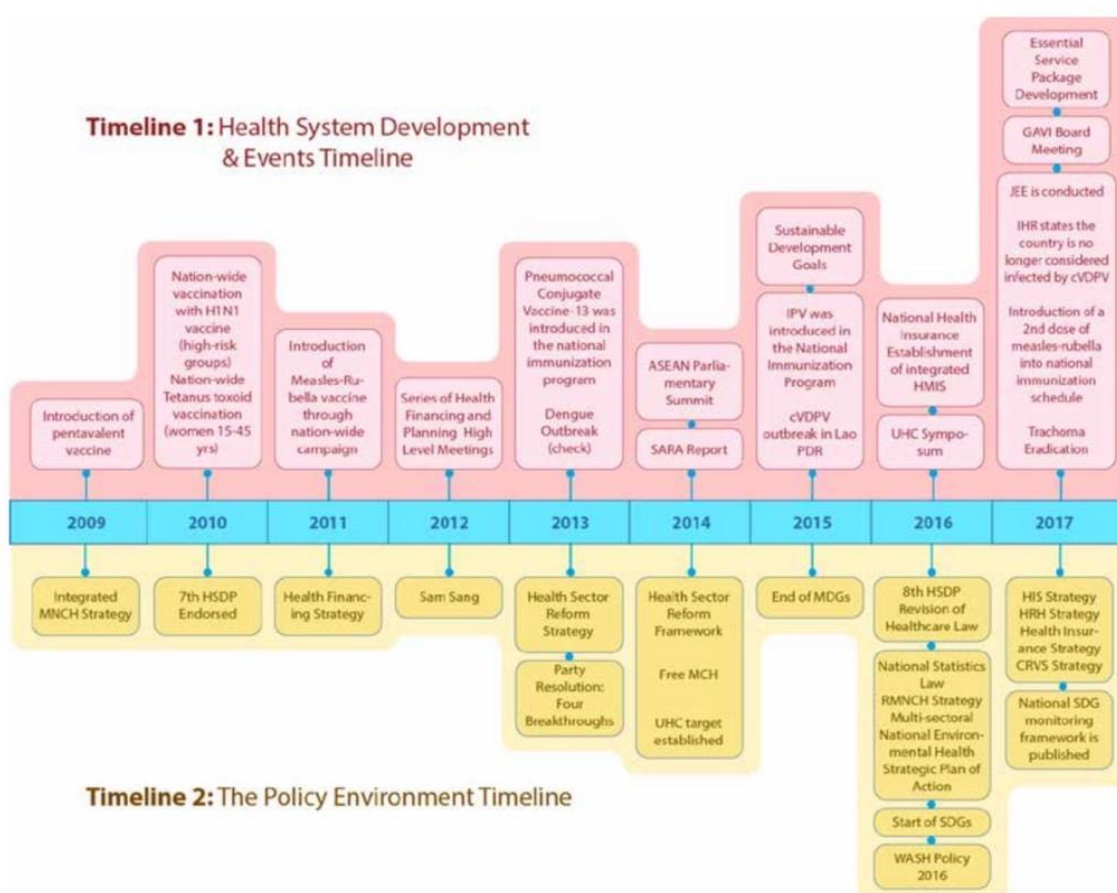 Timeline 1: Health System Development
& Events Timeline
Introduction of
pentavalent
vaccine
Nation-wide
vaccination
with H1N1
vaccine
(high-risk
groups)
Nation-wide
Tetanus toxoid
vaccination
(women 15-45
yrs)
Introduction
of
Measles-Ru-
bella vaccine
through
nation-wide
campaign
Series of Health
Financing and
Planning High
Level Meetings
Pneumococcal
Conjugate
Vaccine-13 was
introduced in
the national
immunization
program
Dengue
Outbreak
(check)
ASEAN Parlia-
mentary
Summit
SARA Report
Sustainable
Development
Goals
IPV was
introduced in
the National
Immunization
Program
cVDPV
outbreak in Lao
PDR
National Health
Insurance
Establishment
of integrated
HMIS
UHC Sympo-
sum
Essential
Service
Package
Development
GAVI Board
Meeting
JEE is conducted
IHR states the
country is no
longer considered
infected by cVDPV
Introduction of a
2nd dose of
measles-rubella
into national
immunization
schedule
Trachoma
Eradication
2009
2010
2011
2012
2013
2014
2015
2016
2017
Integrated
MNCH Strategy
7th HSDP
Endorsed
Health Financ-
ing Strategy
Sam Sang
Health Sector
Reform
Strategy
Party
Resolution:
Four
Breakthroughs
Health Sector
Reform
Framework
Free MCH
UHC target
established
End of MDGs
8th HSDP
Revision of
Healthcare Law
National Statistics
Law
RMNCH Strategy
Multi-sectoral
National Environ-
mental Health
Strategic Plan of
Action
Start of SDGs
WASH Policy
2016
HIS Strategy
HRH Strategy
Health Insur-
ance Strategy
CRVS Strategy
National SDG
monitoring
framework is
published
Timeline 2: The Policy Environment Timeline